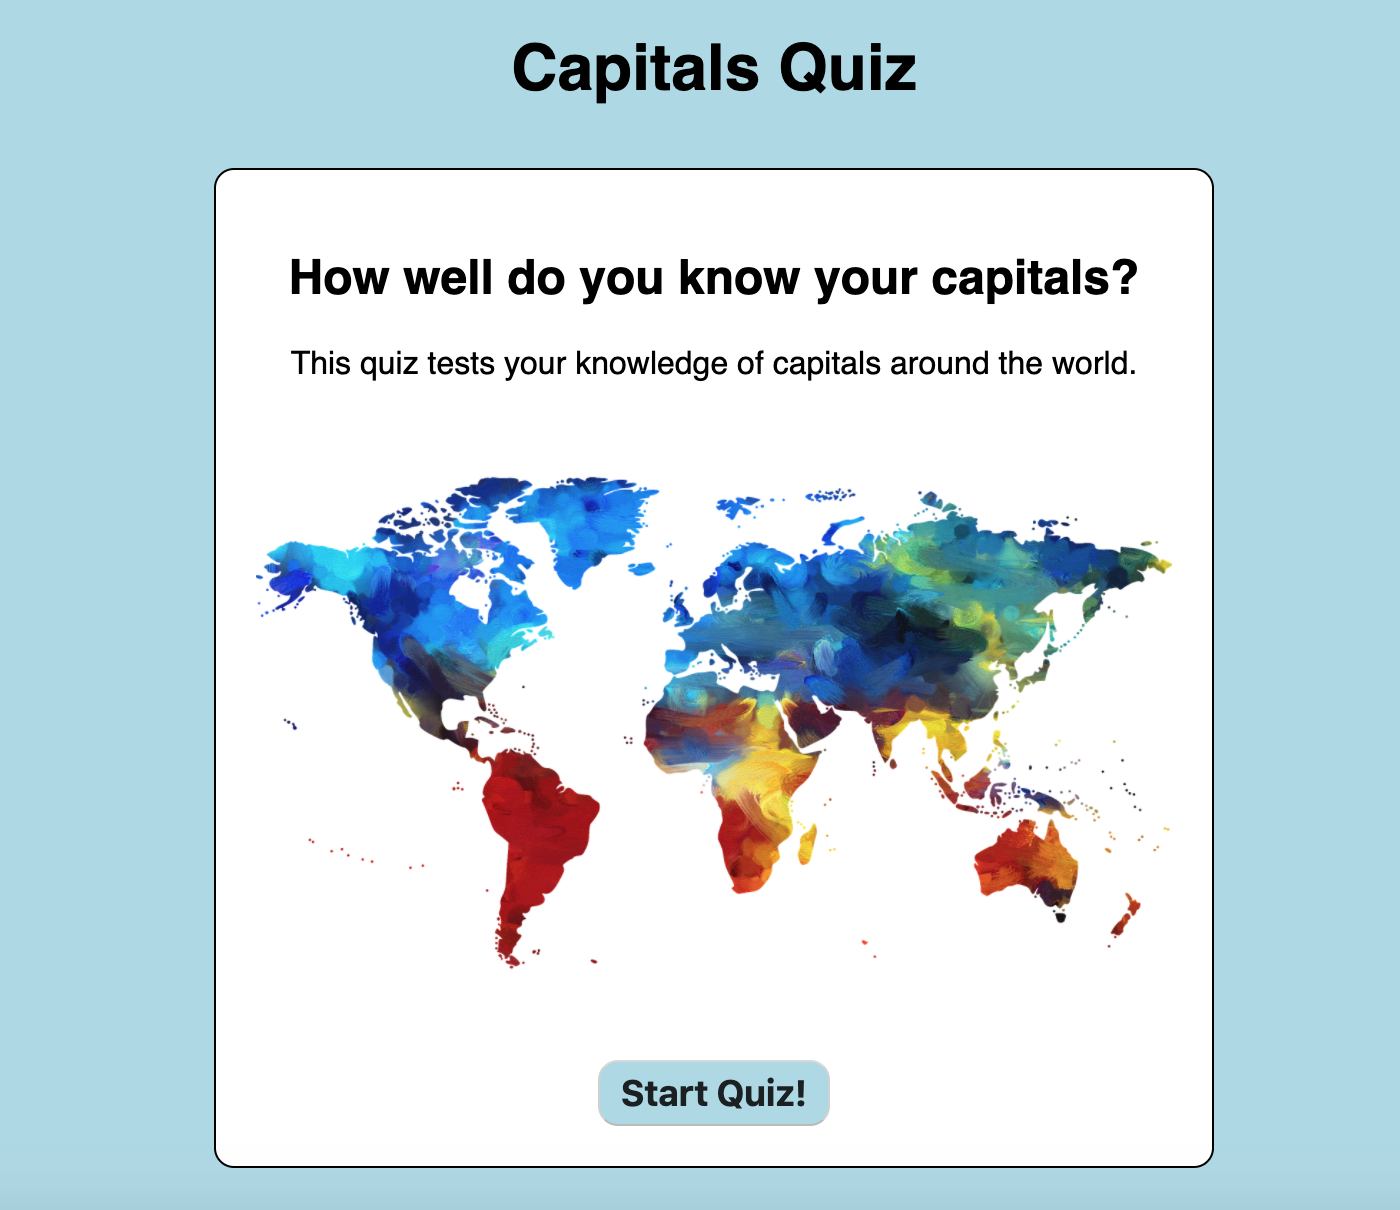 Capitals Quiz
How well do you know your capitals?
This quiz tests your knowledge of capitals around the world.
Start Quiz!